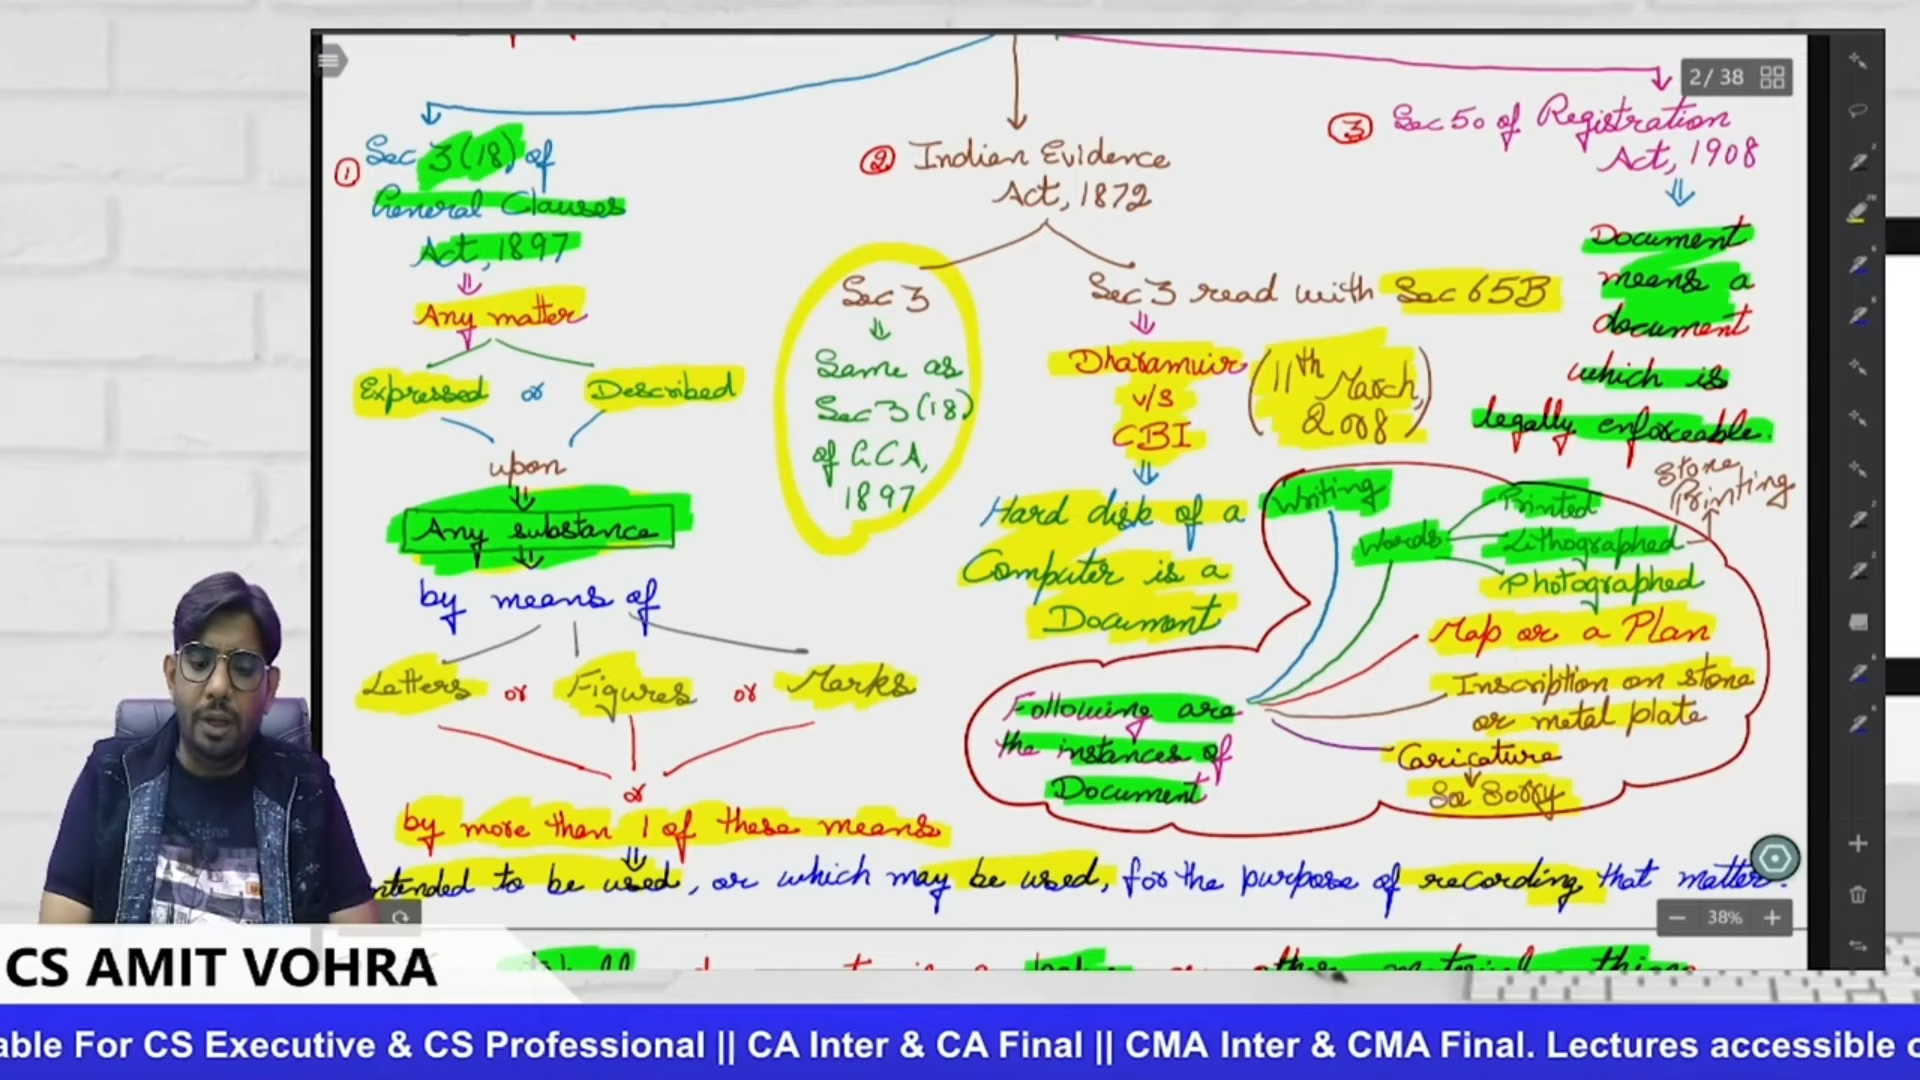 2 / 38
① Sec 3(18) of
General Clauses
Act, 1897
Any matter
Expressed or Described
upon
Any substance
by means of
Letters or Figures or Marks
or
by more than 1 of these means
intended to be used, or which may be used, for the purpose of recording that matter.
② Indian Evidence
Act, 1872
Sec 3
Same as
Sec 3(18)
of GCA,
1897
Sec 3 read with Sec 65B
Dharamvir
v/s
CBI
(11th March,
2008)
Hard disk of a
Computer is a
Document
③ Sec 50 of Registration
Act, 1908
Document
means a
document
which is
legally enforceable.
Following are
the instances of
Document
Writing
Words
Printed
Lithographed
Stone
Printing
Photographed
Map or a Plan
Inscription on stone
or metal plate
Caricature
So Sorry
38%
CS AMIT VOHRA
able For CS Executive & CS Professional || CA Inter & CA Final || CMA Inter & CMA Final. Lectures accessible o